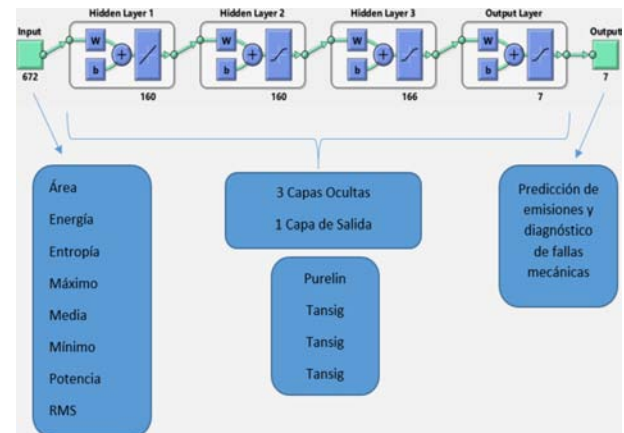 Hidden Layer 1
Hidden Layer 2
Hidden Layer 3
Output Layer
Input
W
b
+
W
b
+
W
b
+
W
b
+
Output
672
160
160
166
7
7
Área
Energía
Entropía
Máximo
Media
Mínimo
Potencia
RMS
3 Capas Ocultas
1 Capa de Salida
Purelin
Tansig
Tansig
Tansig
Predicción de
emisiones y
diagnóstico
de fallas
mecánicas